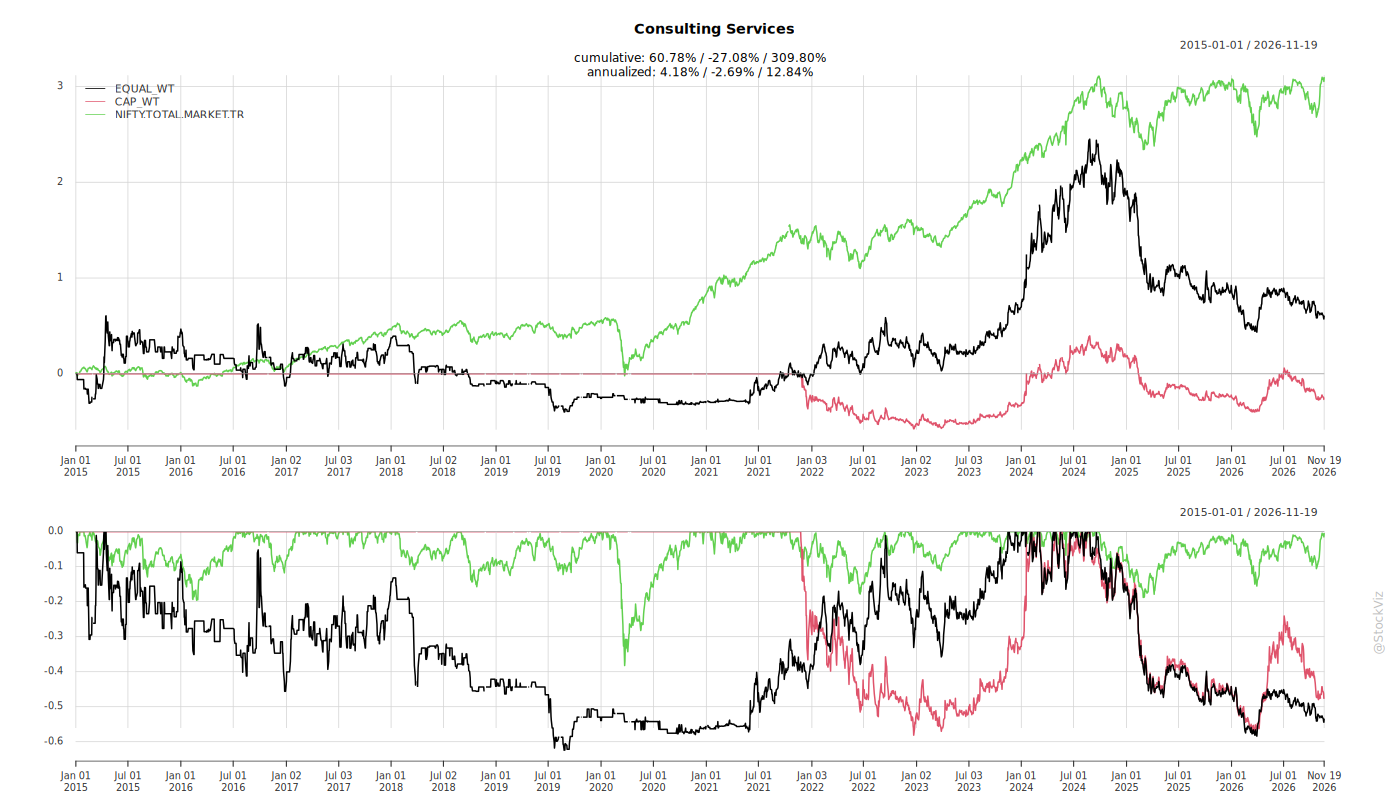 Consulting Services
2015-01-01 / 2026-11-19
cumulative: 60.78% / -27.08% / 309.80%
annualized: 4.18% / -2.69% / 12.84%
EQUAL_WT
CAP_WT
NIFTY.TOTAL.MARKET.TR
3
2
1
0
Jan 01 Jul 01 Jan 01 Jul 01 Jan 02 Jul 03 Jan 01 Jul 02 Jan 01 Jul 01 Jan 01 Jul 01 Jan 01 Jul 01 Jan 03 Jul 01 Jan 02 Jul 03 Jan 01 Jul 01 Jan 01 Jul 01 Jan 01 Jul 01 Nov 19
2015 2015 2016 2016 2017 2017 2018 2018 2019 2019 2020 2020 2021 2021 2022 2022 2023 2023 2024 2024 2025 2025 2026 2026 2026
2015-01-01 / 2026-11-19
0.0
-0.1
-0.2
-0.3
-0.4
-0.5
-0.6
Jan 01 Jul 01 Jan 01 Jul 01 Jan 02 Jul 03 Jan 01 Jul 02 Jan 01 Jul 01 Jan 01 Jul 01 Jan 01 Jul 01 Jan 03 Jul 01 Jan 02 Jul 03 Jan 01 Jul 01 Jan 01 Jul 01 Jan 01 Jul 01 Nov 19
2015 2015 2016 2016 2017 2017 2018 2018 2019 2019 2020 2020 2021 2021 2022 2022 2023 2023 2024 2024 2025 2025 2026 2026 2026
@StockViz